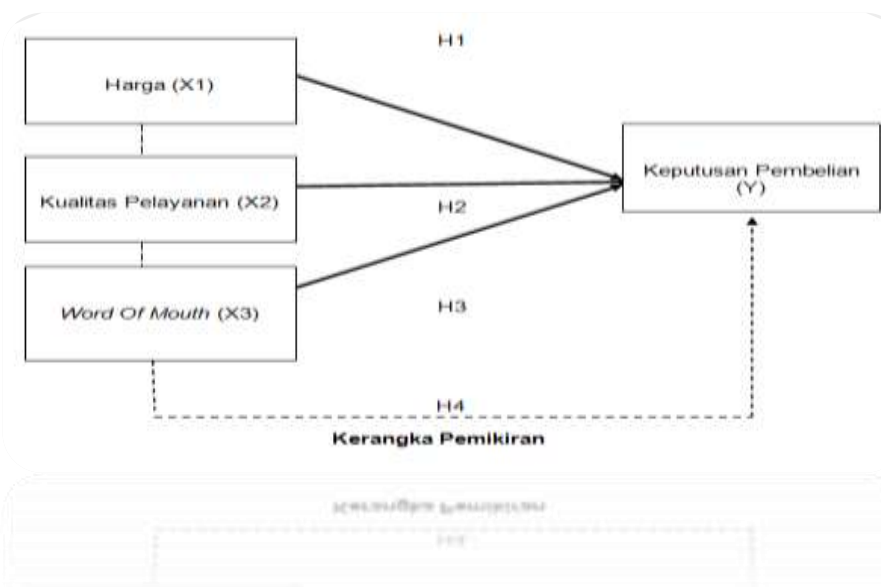 H1
Harga (X1)
Keputusan Pembelian
(Y)
Kualitas Pelayanan (X2)
H2
Word Of Mouth (X3)
H3
H4
Kerangka Pemikiran